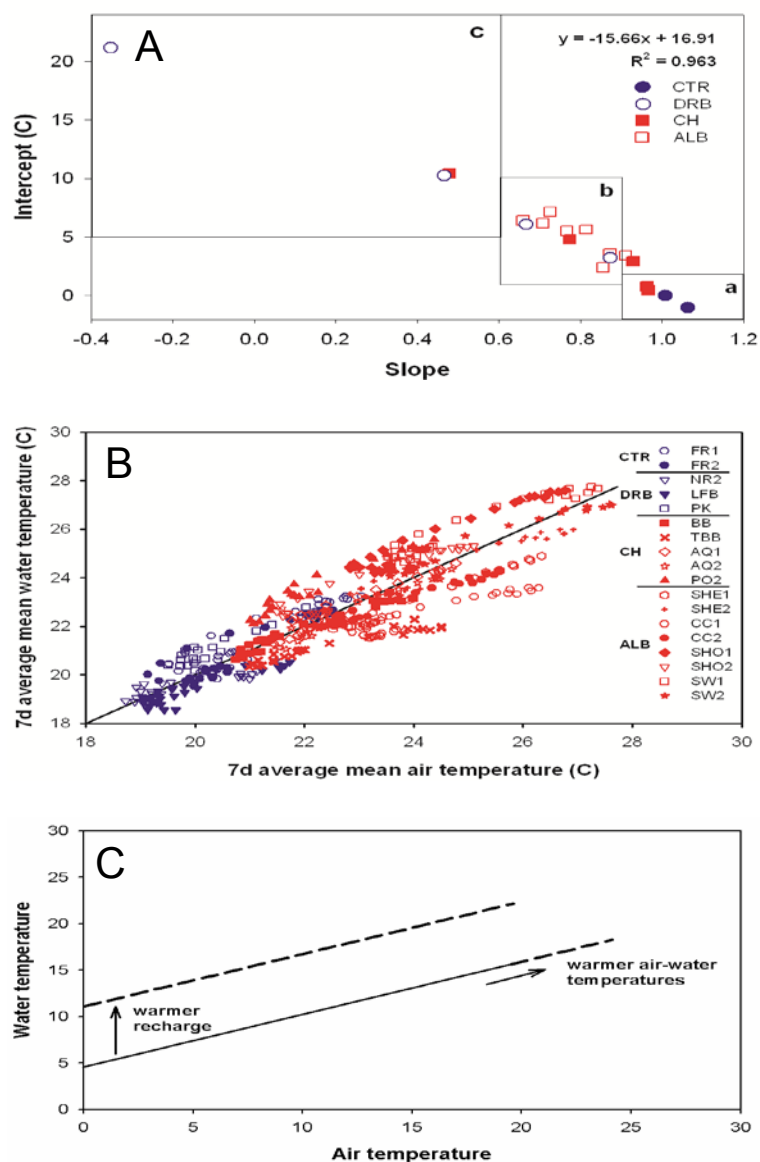 A
c
y = -15.66x + 16.91
R² = 0.963
CTR
DRB
CH
ALB
b
a
Intercept (C)
20
15
10
5
0
-0.4 -0.2 0.0 0.2 0.4 0.6 0.8 1.0 1.2
Slope
B
7d average mean water temperature (C)
30
28
26
24
22
20
18
CTR
FR1
FR2
DRB
NR2
LFB
PK
CH
BB
TBB
AQ1
AQ2
PO2
ALB
SHE1
SHE2
CC1
CC2
SHO1
SHO2
SW1
SW2
18 20 22 24 26 28 30
7d average mean air temperature (C)
C
Water temperature
30
25
20
15
10
5
0
warmer
recharge
warmer air-water
temperatures
0 5 10 15 20 25 30
Air temperature